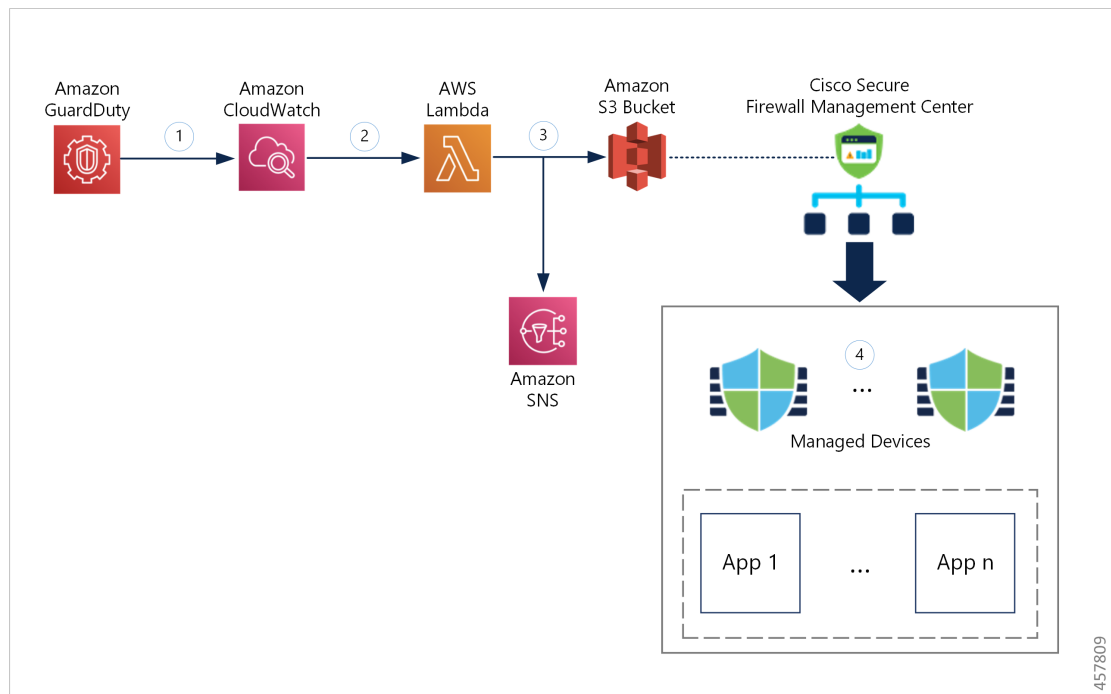 Amazon
GuardDuty
Amazon
CloudWatch
AWS
Lambda
Amazon
S3 Bucket
Cisco Secure
Firewall Management Center
1
2
3
Amazon
SNS
4
...
Managed Devices
App 1
...
App n
457809